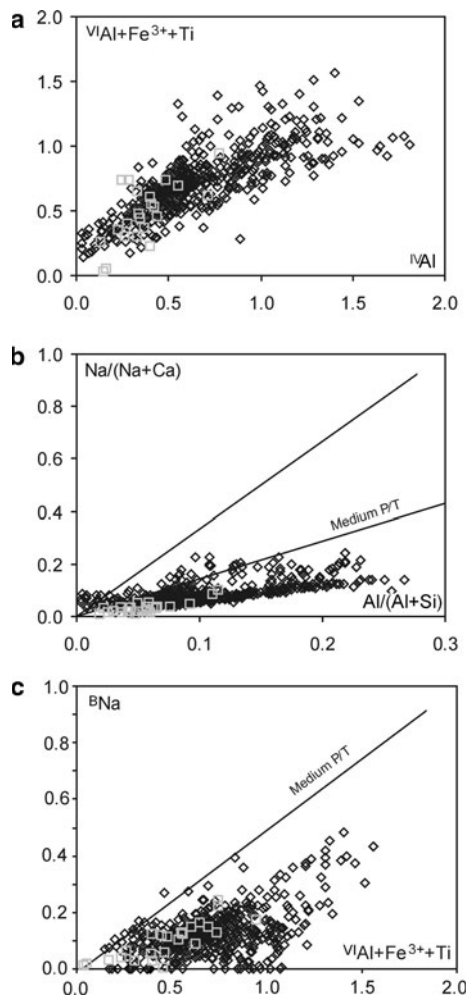 a
VIAl+Fe3++Ti
2.0
1.5
1.0
0.5
0.0
IVAl
0.0 0.5 1.0 1.5 2.0
b
Na/(Na+Ca)
1.0
0.8
0.6
0.4
0.2
0.0
Medium P/T
Al/(Al+Si)
0.0 0.1 0.2 0.3
c
BNa
1.0
0.8
0.6
0.4
0.2
0.0
Medium P/T
VIAl+Fe3++Ti
0.0 0.5 1.0 1.5 2.0